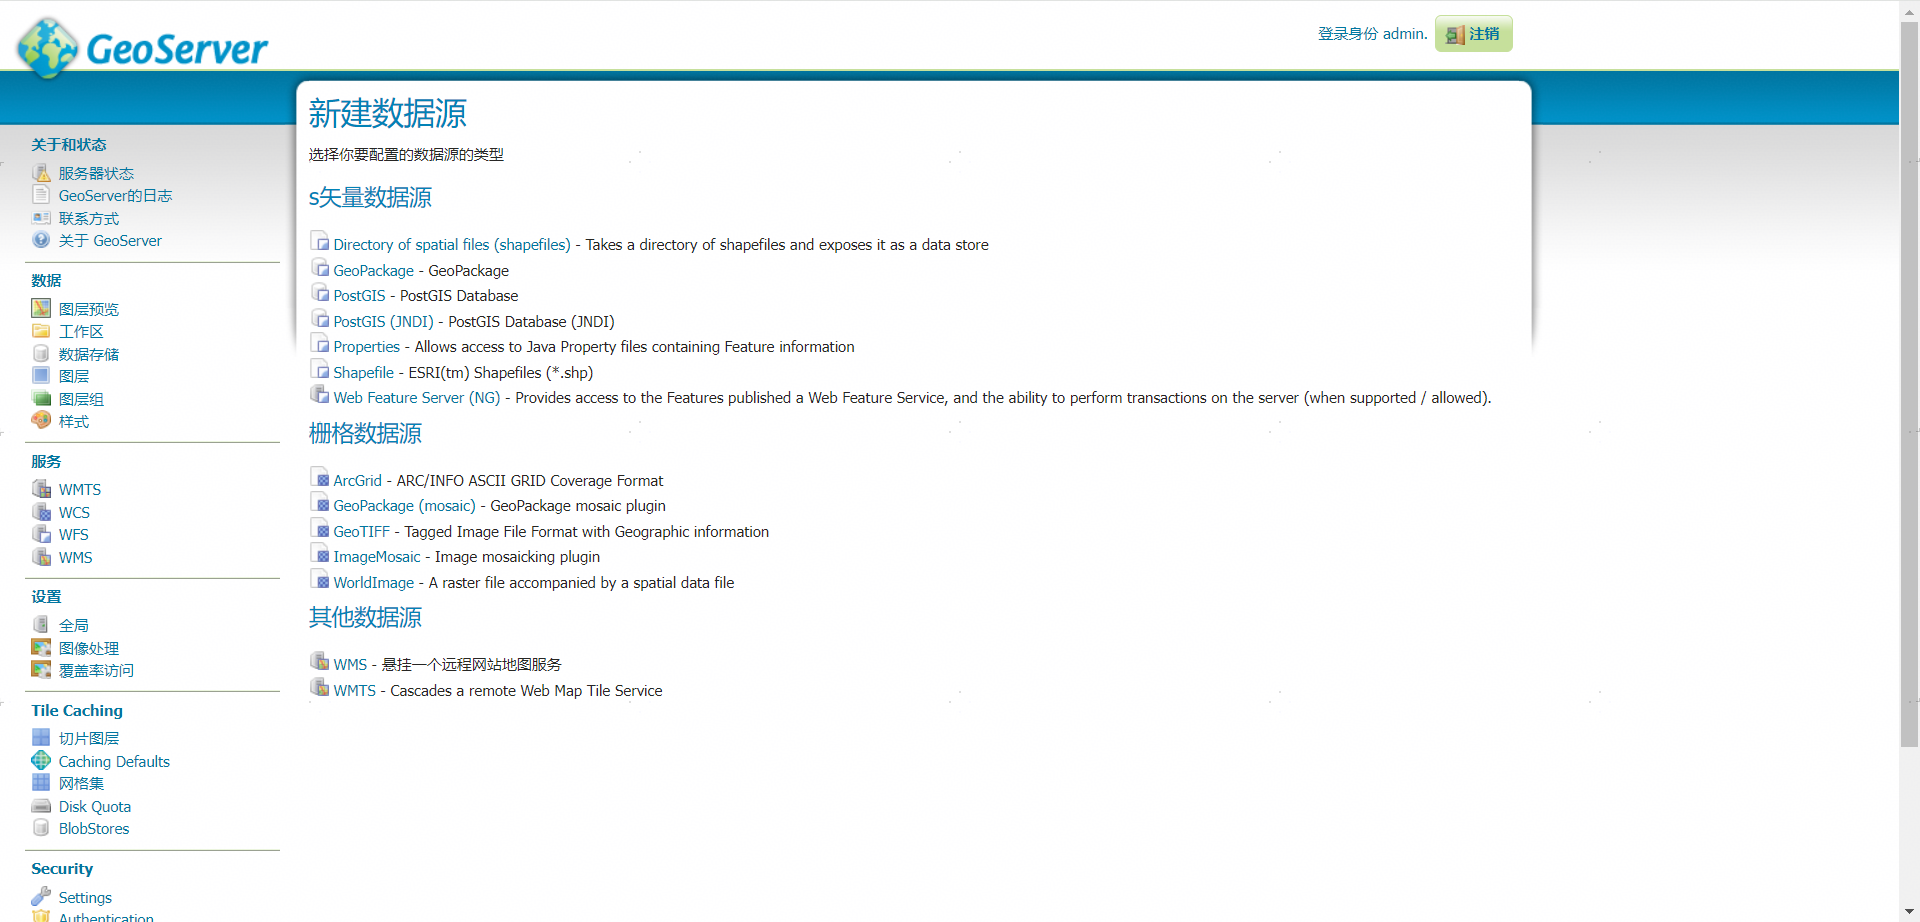 GeoServer
登录身份 admin.
注销
关于和状态
服务器状态
GeoServer的日志
联系方式
关于 GeoServer
数据
图层预览
工作区
数据存储
图层
图层组
样式
服务
WMTS
WCS
WFS
WMS
设置
全局
图像处理
覆盖率访问
Tile Caching
切片图层
Caching Defaults
网格集
Disk Quota
BlobStores
Security
Settings
Authentication
新建数据源
选择你要配置的数据源的类型
s矢量数据源
Directory of spatial files (shapefiles) - Takes a directory of shapefiles and exposes it as a data store
GeoPackage - GeoPackage
PostGIS - PostGIS Database
PostGIS (JNDI) - PostGIS Database (JNDI)
Properties - Allows access to Java Property files containing Feature information
Shapefile - ESRI(tm) Shapefiles (*.shp)
Web Feature Server (NG) - Provides access to the Features published a Web Feature Service, and the ability to perform transactions on the server (when supported / allowed).
栅格数据源
ArcGrid - ARC/INFO ASCII GRID Coverage Format
GeoPackage (mosaic) - GeoPackage mosaic plugin
GeoTIFF - Tagged Image File Format with Geographic information
ImageMosaic - Image mosaicking plugin
WorldImage - A raster file accompanied by a spatial data file
其他数据源
WMS - 悬挂一个远程网站地图服务
WMTS - Cascades a remote Web Map Tile Service